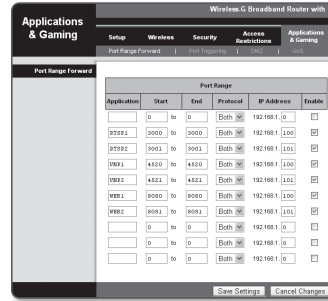 Wireless-G Broadband Router with
Applications
& Gaming
Setup Wireless Security Access Restrictions Applications & Gaming
Port Range Forward | Port Triggering | DMZ | QoS
Port Range Forward
Port Range
Application Start End Protocol IP Address Enable
0 to 0 Both 192.168.1. 0
RTSP1 3000 to 3000 Both 192.168.1. 100
RTSP2 3001 to 3001 Both 192.168.1. 101
VNP1 4520 to 4520 Both 192.168.1. 100
VNP2 4521 to 4521 Both 192.168.1. 101
WEB1 8080 to 8080 Both 192.168.1. 100
WEB2 8081 to 8081 Both 192.168.1. 101
0 to 0 Both 192.168.1. 0
0 to 0 Both 192.168.1. 0
0 to 0 Both 192.168.1. 0
Save Settings Cancel Changes